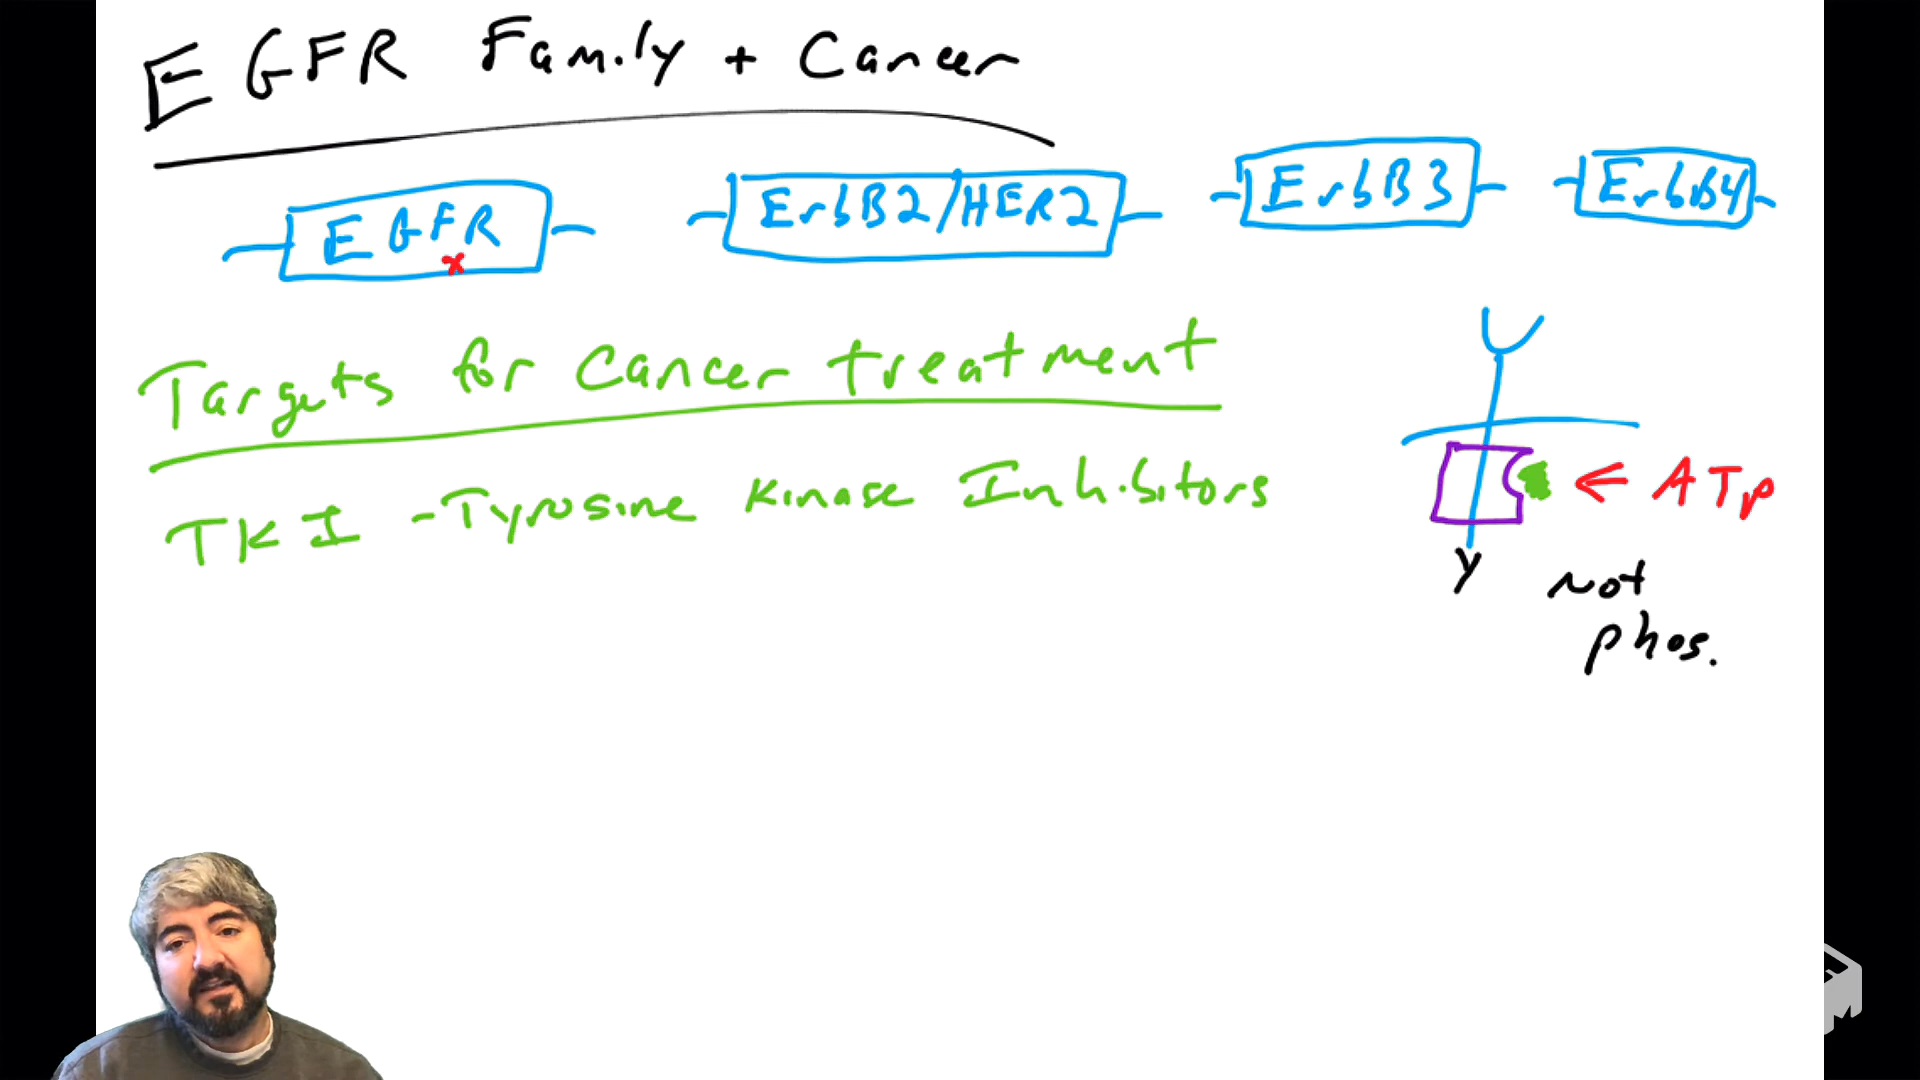 EGFR Family + Cancer
EGFR ErbB2/HER2 ErbB3 ErbB4
x
Targets for Cancer treatment
TKI - Tyrosine Kinase Inhibitors
← ATP
Y
not
phos.